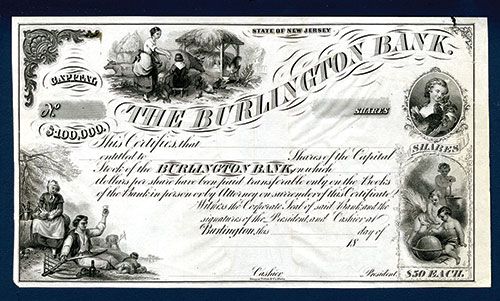 STATE OF NEW JERSEY
CAPITAL
No
$100,000.
THE BURLINGTON BANK.
SHARES
This Certifies, that
entitled to Shares of the Capital
Stock of the BURLINGTON BANK, on which
dollars per share have been paid transferable only on the Books
of the Bank in person or by Attorney on surrender of this Certificate.
Witness the Corporate Seal of said Bank and the
signatures of the President, and Cashier at
Burlington, this day of
18
SHARES
Cashier
President.
$50 EACH.